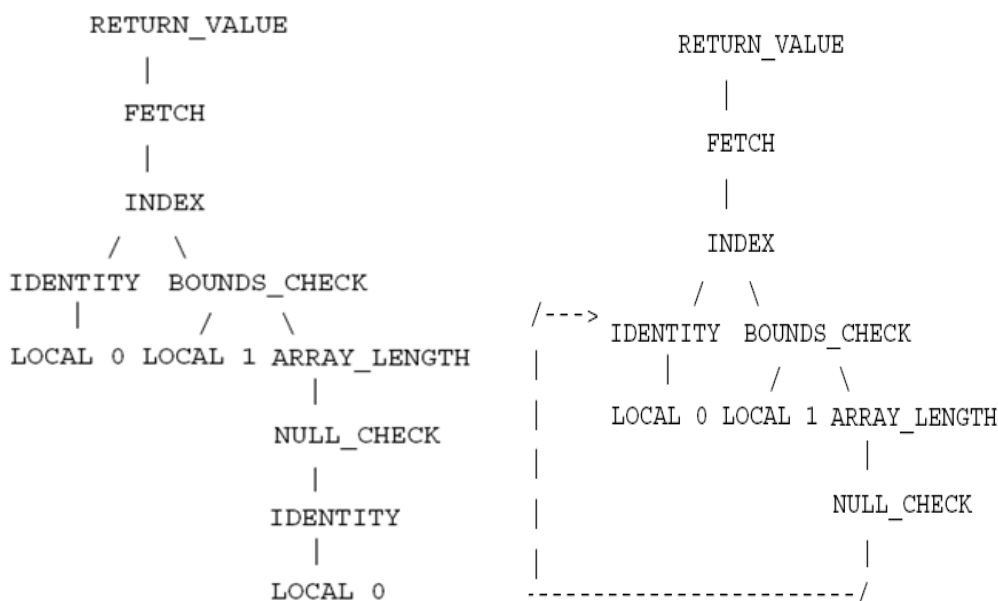 RETURN_VALUE
|
FETCH
|
INDEX
/ \
IDENTITY BOUNDS_CHECK
| / \
LOCAL 0 LOCAL 1 ARRAY_LENGTH
|
NULL_CHECK
|
IDENTITY
|
LOCAL 0
RETURN_VALUE
|
FETCH
|
INDEX
/ \
/---> IDENTITY BOUNDS_CHECK
| | / \
| LOCAL 0 LOCAL 1 ARRAY_LENGTH
| |
| NULL_CHECK
| |
-----------------------/